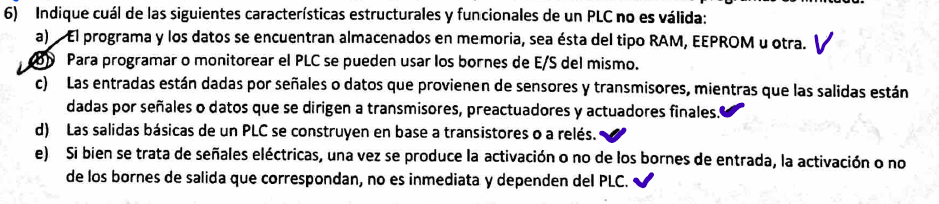 6) Indique cuál de las siguientes características estructurales y funcionales de un PLC no es válida:
a) El programa y los datos se encuentran almacenados en memoria, sea ésta del tipo RAM, EEPROM u otra.
b) Para programar o monitorear el PLC se pueden usar los bornes de E/S del mismo.
c) Las entradas están dadas por señales o datos que provienen de sensores y transmisores, mientras que las salidas están
dadas por señales o datos que se dirigen a transmisores, preactuadores y actuadores finales.
d) Las salidas básicas de un PLC se construyen en base a transistores o a relés.
e) Si bien se trata de señales eléctricas, una vez se produce la activación o no de los bornes de entrada, la activación o no
de los bornes de salida que correspondan, no es inmediata y dependen del PLC.